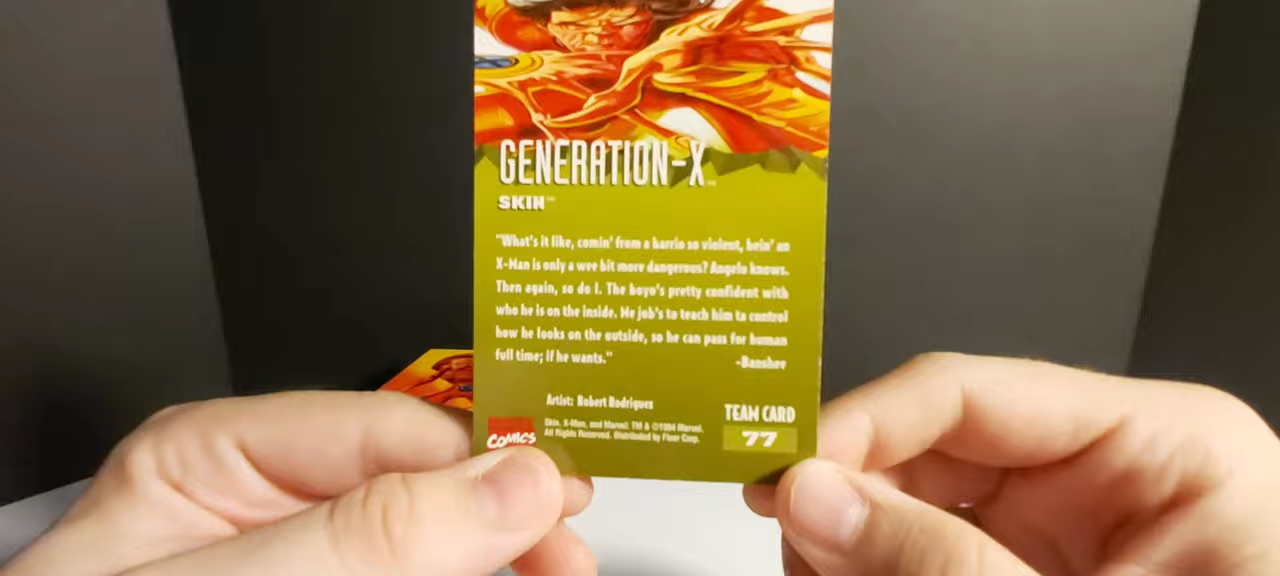 GENERATION-X™
SKIN™
"What's it like, comin' from a barrio so violent, bein' an
X-Man is only a wee bit more dangerous? Angelo knows.
Then again, so do I. The boyo's pretty confident with
who he is on the inside. Me job's to teach him ta control
how he looks on the outside, so he can pass for human
full time; if he wants."
-Banshee
Artist: Robert Rodriguez
COMICS
Skin, X-Men, and Marvel: TM & ©1994 Marvel.
All Rights Reserved. Distributed by Fleer Corp.
TEAM CARD
77